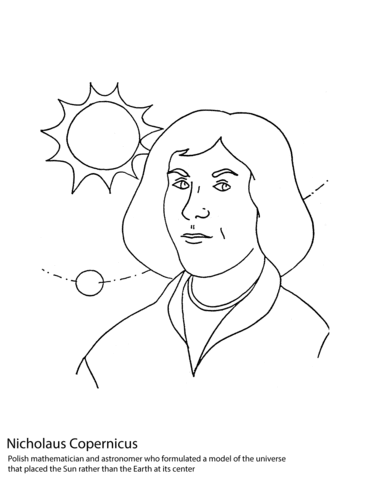 Nicholaus Copernicus
Polish mathematician and astronomer who formulated a model of the universe
that placed the Sun rather than the Earth at its center